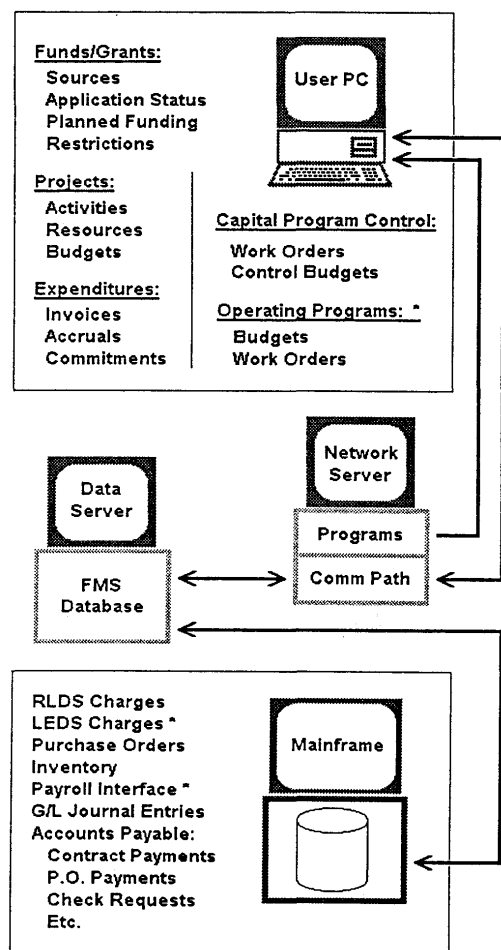 Funds/Grants:
Sources
Application Status
Planned Funding
Restrictions
User PC
Projects:
Activities
Resources
Budgets
Expenditures:
Invoices
Accruals
Commitments
Capital Program Control:
Work Orders
Control Budgets
Operating Programs: *
Budgets
Work Orders
Data
Server
FMS
Database
Network
Server
Programs
Comm Path
RLDS Charges
LEDS Charges *
Purchase Orders
Inventory
Payroll Interface *
G/L Journal Entries
Accounts Payable:
Contract Payments
P.O. Payments
Check Requests
Etc.
Mainframe